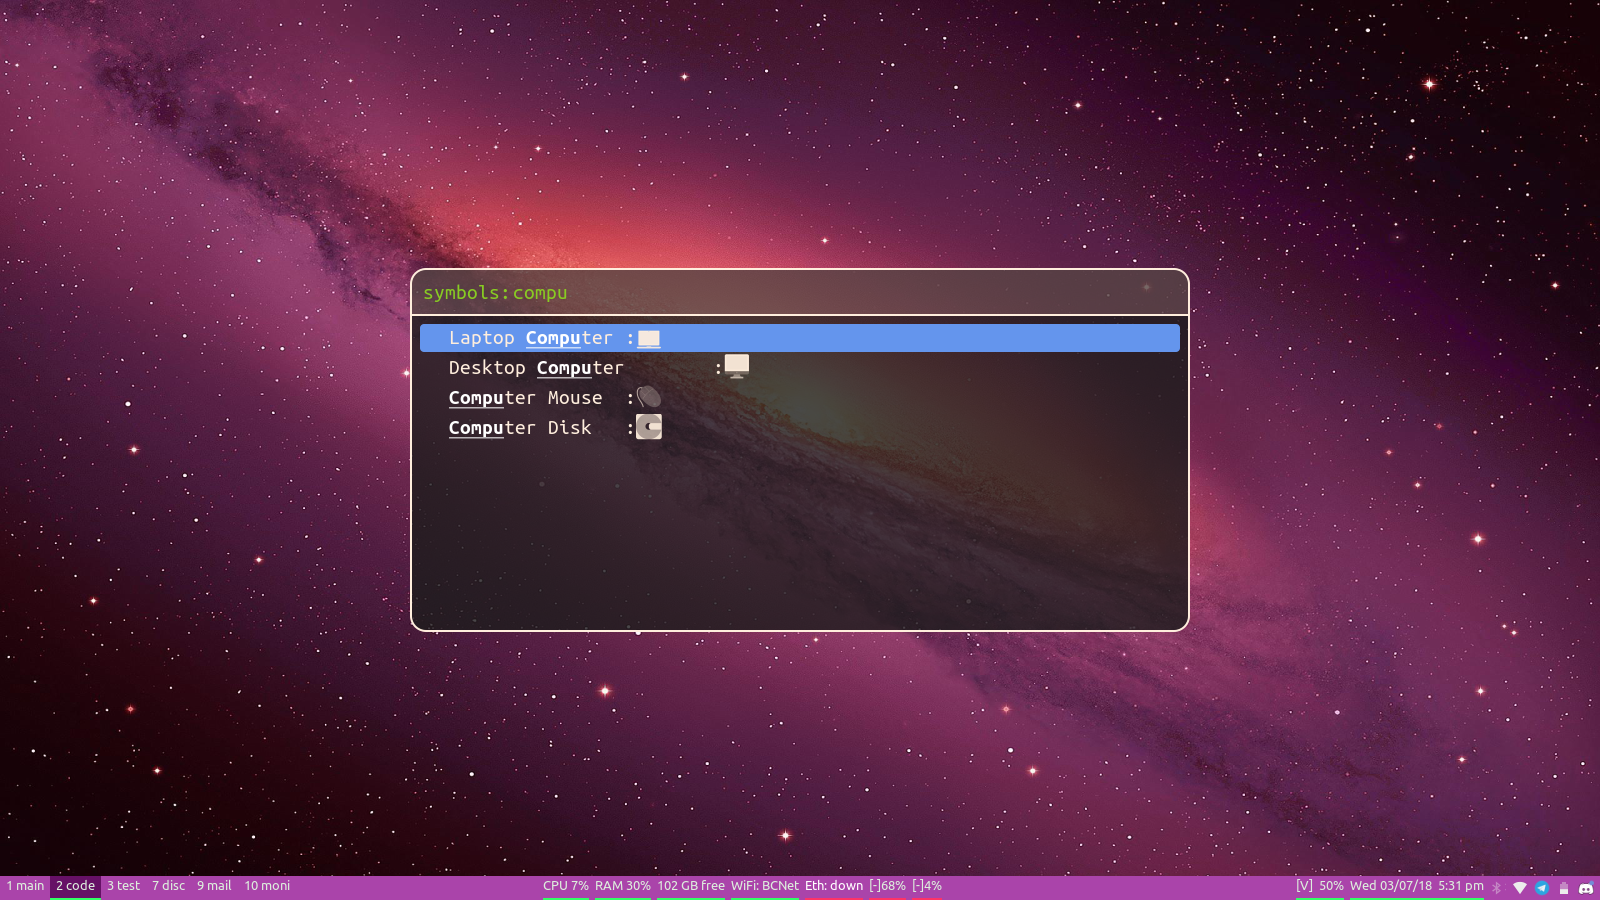 symbols:compu
Laptop Computer :
Desktop Computer :
Computer Mouse :
Computer Disk :
1 main 2 code 3 test 7 disc 9 mail 10 moni CPU 7% RAM 30% 102 GB free WiFi: BCNet Eth: down [-]68% [-]4% [V] 50% Wed 03/07/18 5:31 pm